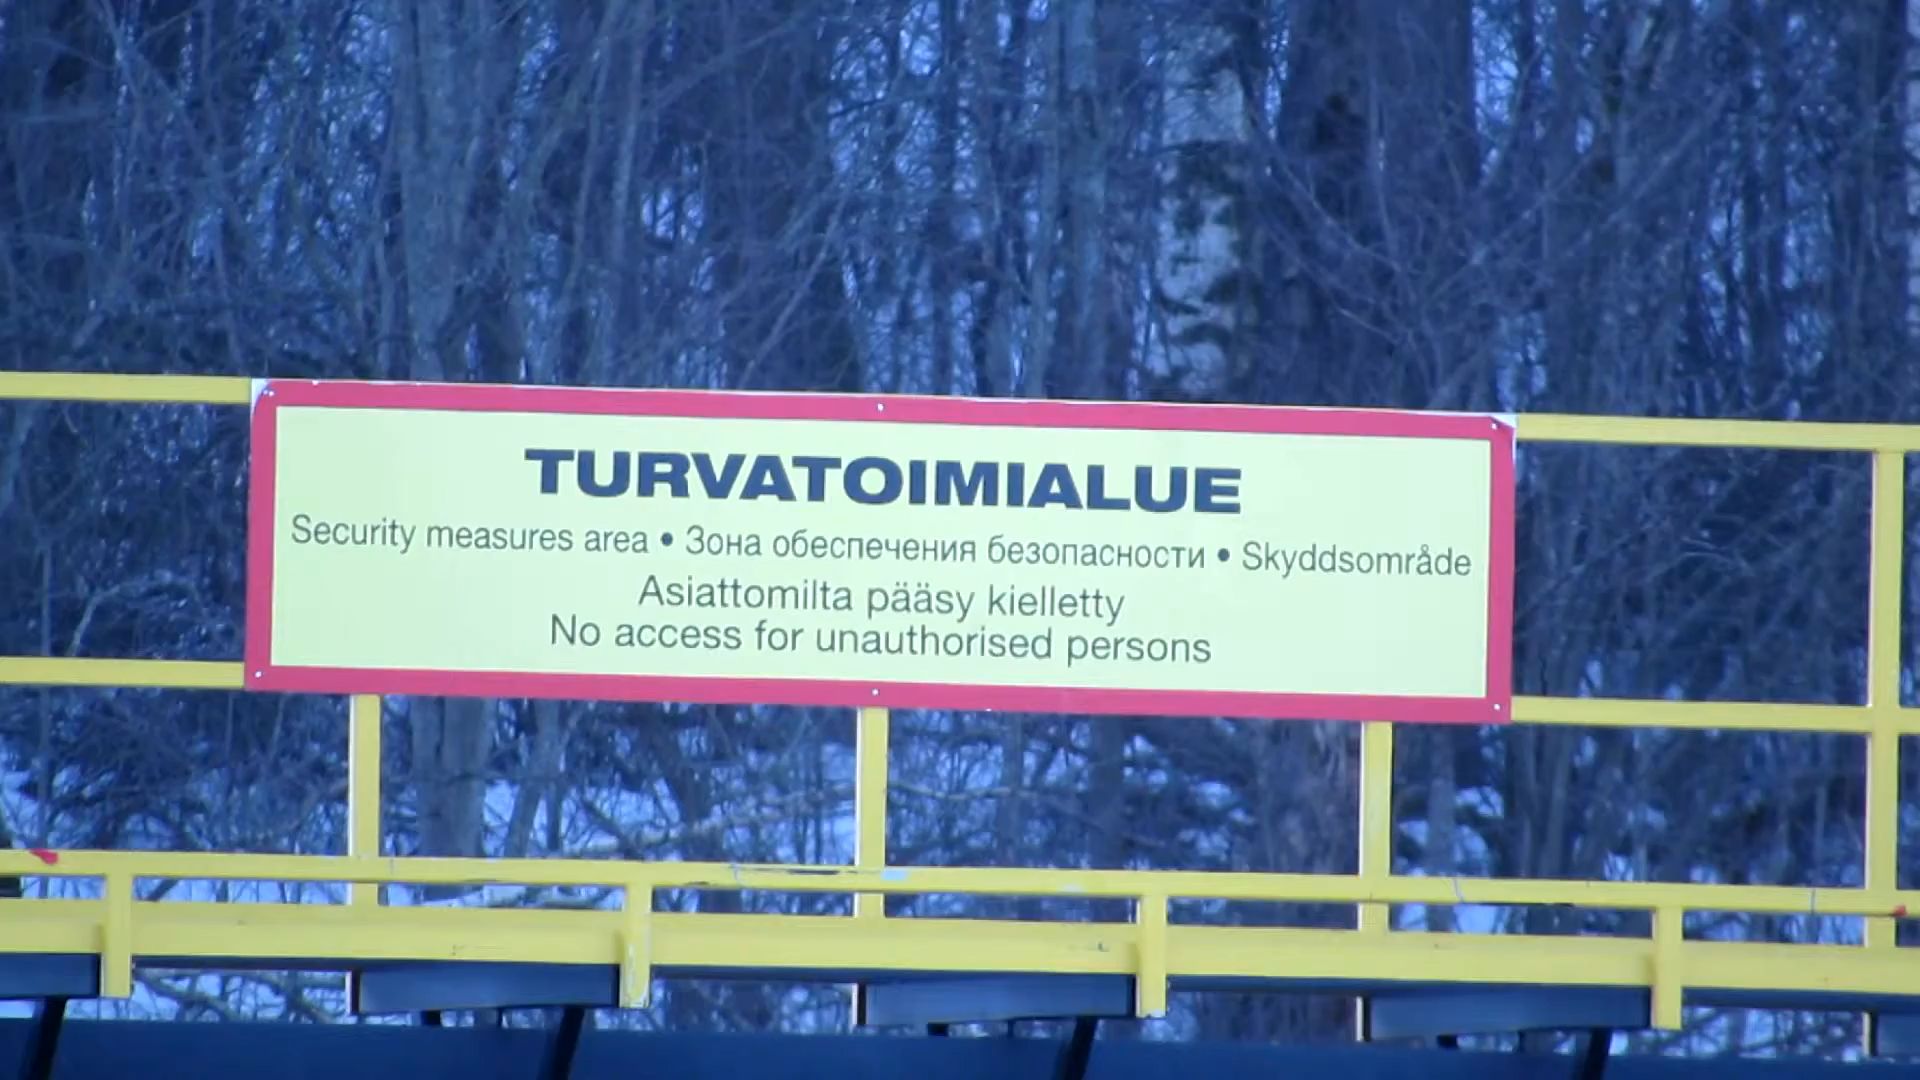 TURVATOIMIALUE
Security measures area • Зона обеспечения безопасности • Skyddsområde
Asiattomilta pääsy kielletty
No access for unauthorised persons